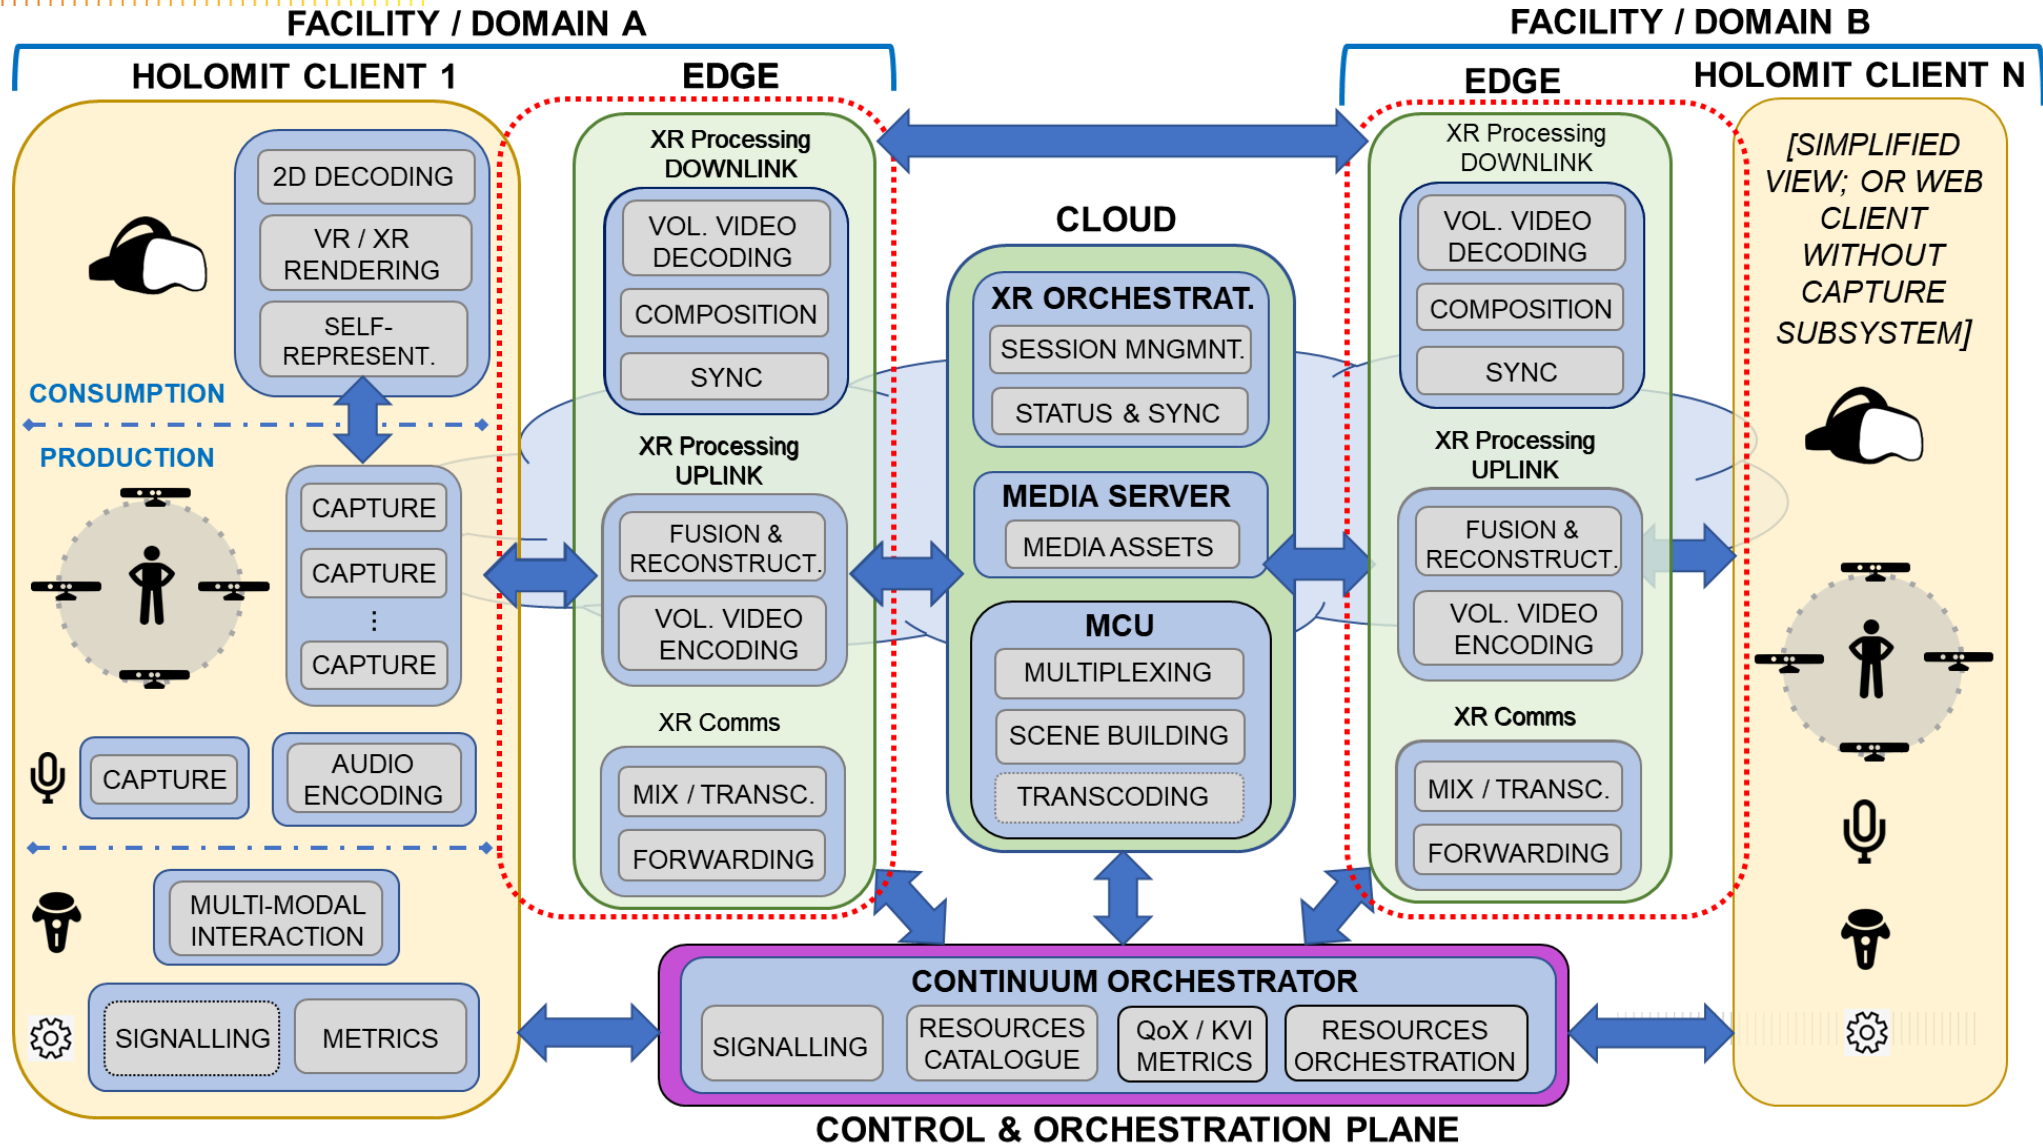 FACILITY / DOMAIN A
FACILITY / DOMAIN B
HOLOMIT CLIENT 1
EDGE
EDGE
HOLOMIT CLIENT N
2D DECODING
VR / XR
RENDERING
SELF-
REPRESENT.
CONSUMPTION
PRODUCTION
CAPTURE
CAPTURE
⋮
CAPTURE
CAPTURE
AUDIO
ENCODING
MULTI-MODAL
INTERACTION
SIGNALLING
METRICS
XR Processing
DOWNLINK
VOL. VIDEO
DECODING
COMPOSITION
SYNC
XR Processing
UPLINK
FUSION &
RECONSTRUCT.
VOL. VIDEO
ENCODING
XR Comms
MIX / TRANSC.
FORWARDING
CLOUD
XR ORCHESTRAT.
SESSION MNGMNT.
STATUS & SYNC
MEDIA SERVER
MEDIA ASSETS
MCU
MULTIPLEXING
SCENE BUILDING
TRANSCODING
XR Processing
DOWNLINK
VOL. VIDEO
DECODING
COMPOSITION
SYNC
XR Processing
UPLINK
FUSION &
RECONSTRUCT.
VOL. VIDEO
ENCODING
XR Comms
MIX / TRANSC.
FORWARDING
[SIMPLIFIED
VIEW; OR WEB
CLIENT
WITHOUT
CAPTURE
SUBSYSTEM]
CONTINUUM ORCHESTRATOR
SIGNALLING
RESOURCES
CATALOGUE
QoX / KVI
METRICS
RESOURCES
ORCHESTRATION
CONTROL & ORCHESTRATION PLANE